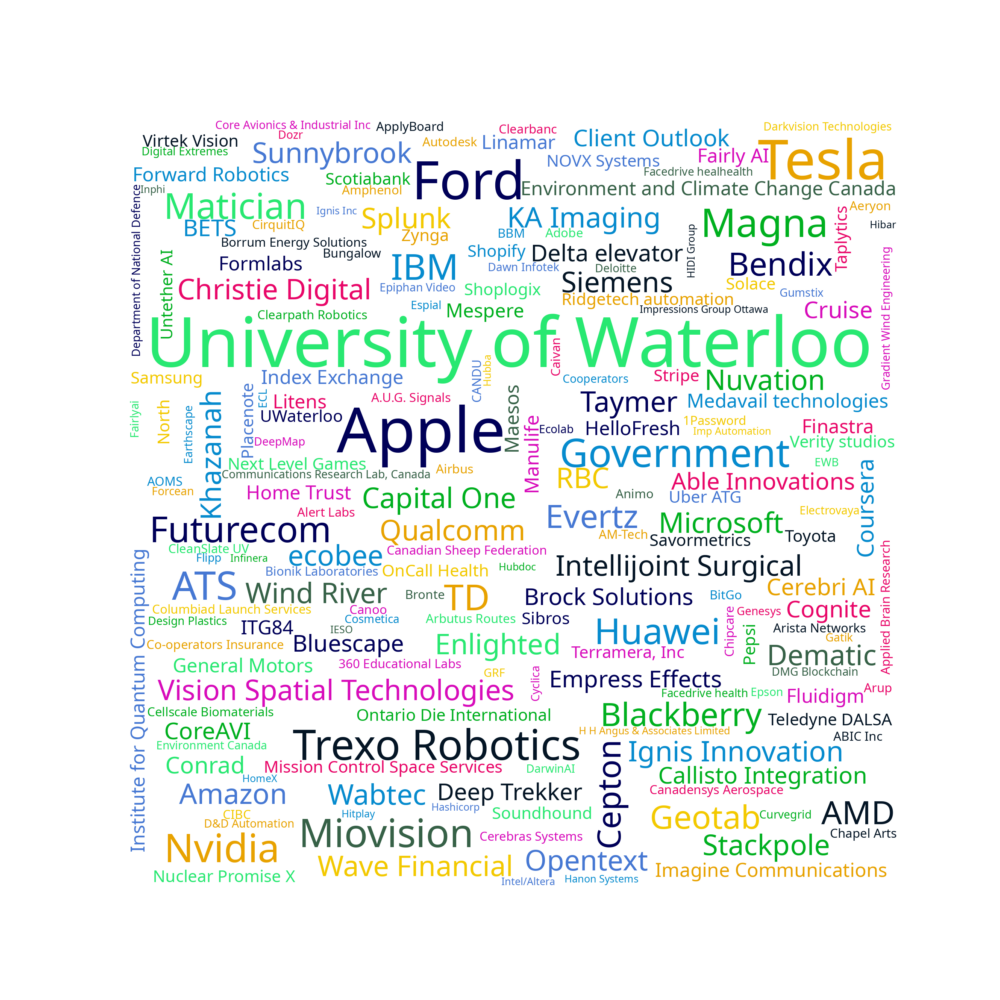 Core Avionics & Industrial Inc
ApplyBoard
Clearbanc
Darkvision Technologies
Virtek Vision
Dozr
Autodesk
Linamar
Client Outlook
Digital Extremes
Sunnybrook
NOVX Systems
Fairly AI
Tesla
Forward Robotics
Scotiabank
Ford
Facedrive healhealth
Inphi
Amphenol
Environment and Climate Change Canada
Department of National Defence
Matician
Ignis Inc
Splunk
KA Imaging
Magna
Taplytics
Aeryon
BETS
CirquitIQ
Zynga
BBM
Adobe
Hibar
Borrum Energy Solutions
Bungalow
Shopify
Delta elevator
HIDI Group
Untether AI
Formlabs
IBM
Dawn Infotek
Deloitte
Bendix
Christie Digital
Epiphan Video
Shoplogix
Siemens
Solace
Gumstix
Ridgetech automation
Gradient Wind Engineering
Clearpath Robotics
Espial
Mespere
Impressions Group Ottawa
Cruise
University of Waterloo
Caivan
Samsung
Index Exchange
CANDU
Hubba
Cooperators
Stripe
Nuvation
Placenote
ECL
Litens
A.U.G. Signals
Maesos
Taymer
Medavail technologies
Fairlyai
North
Earthscape
Khazanah
UWaterloo
Apple
Manulife
Ecolab
HelloFresh
1Password
Imp Automation
Finastra
DeepMap
Verity studios
Next Level Games
Airbus
Government
EWB
Communications Research Lab, Canada
RBC
Coursera
AOMS
Forcean
Home Trust
Capital One
Animo
Uber ATG
Able Innovations
Alert Labs
Evertz
Electrovaya
Futurecom
Qualcomm
AM-Tech
Microsoft
Savormetrics
Toyota
CleanSlate UV
Flipp
Infinera
ecobee
Canadian Sheep Federation
Institute for Quantum Computing
Bionik Laboratories
OnCall Health
Hubdoc
Intellijoint Surgical
Applied Brain Research
ATS
Wind River
Bronte
TD
Brock Solutions
BitGo
Cerebri AI
Columbiad Launch Services
Canoo
Design Plastics
Cosmetica
Arbutus Routes
Sibros
Genesys
Cognite
ITG84
IESO
Huawei
Chipcare
Pepsi
Arista Networks
Gatik
Co-operators Insurance
Bluescape
Enlighted
Terramera, Inc
Dematic
General Motors
360 Educational Labs
GRF
Cyclica
DMG Blockchain
Vision Spatial Technologies
Empress Effects
Facedrive health
Epson
Fluidigm
Arup
Cellscale Biomaterials
Ontario Die International
Blackberry
Teledyne DALSA
CoreAVI
H H Angus & Associates Limited
ABIC Inc
Environment Canada
Trexo Robotics
Cepton
Ignis Innovation
Conrad
Mission Control Space Services
DarwinAI
Callisto Integration
HomeX
Canadensys Aerospace
Amazon
Wabtec
Deep Trekker
Hashicorp
CIBC
Hitplay
Soundhound
Geotab
Curvegrid
AMD
D&D Automation
Miovision
Cerebras Systems
Chapel Arts
Nvidia
Stackpole
Wave Financial
Opentext
Imagine Communications
Nuclear Promise X
Intel/Altera
Hanon Systems